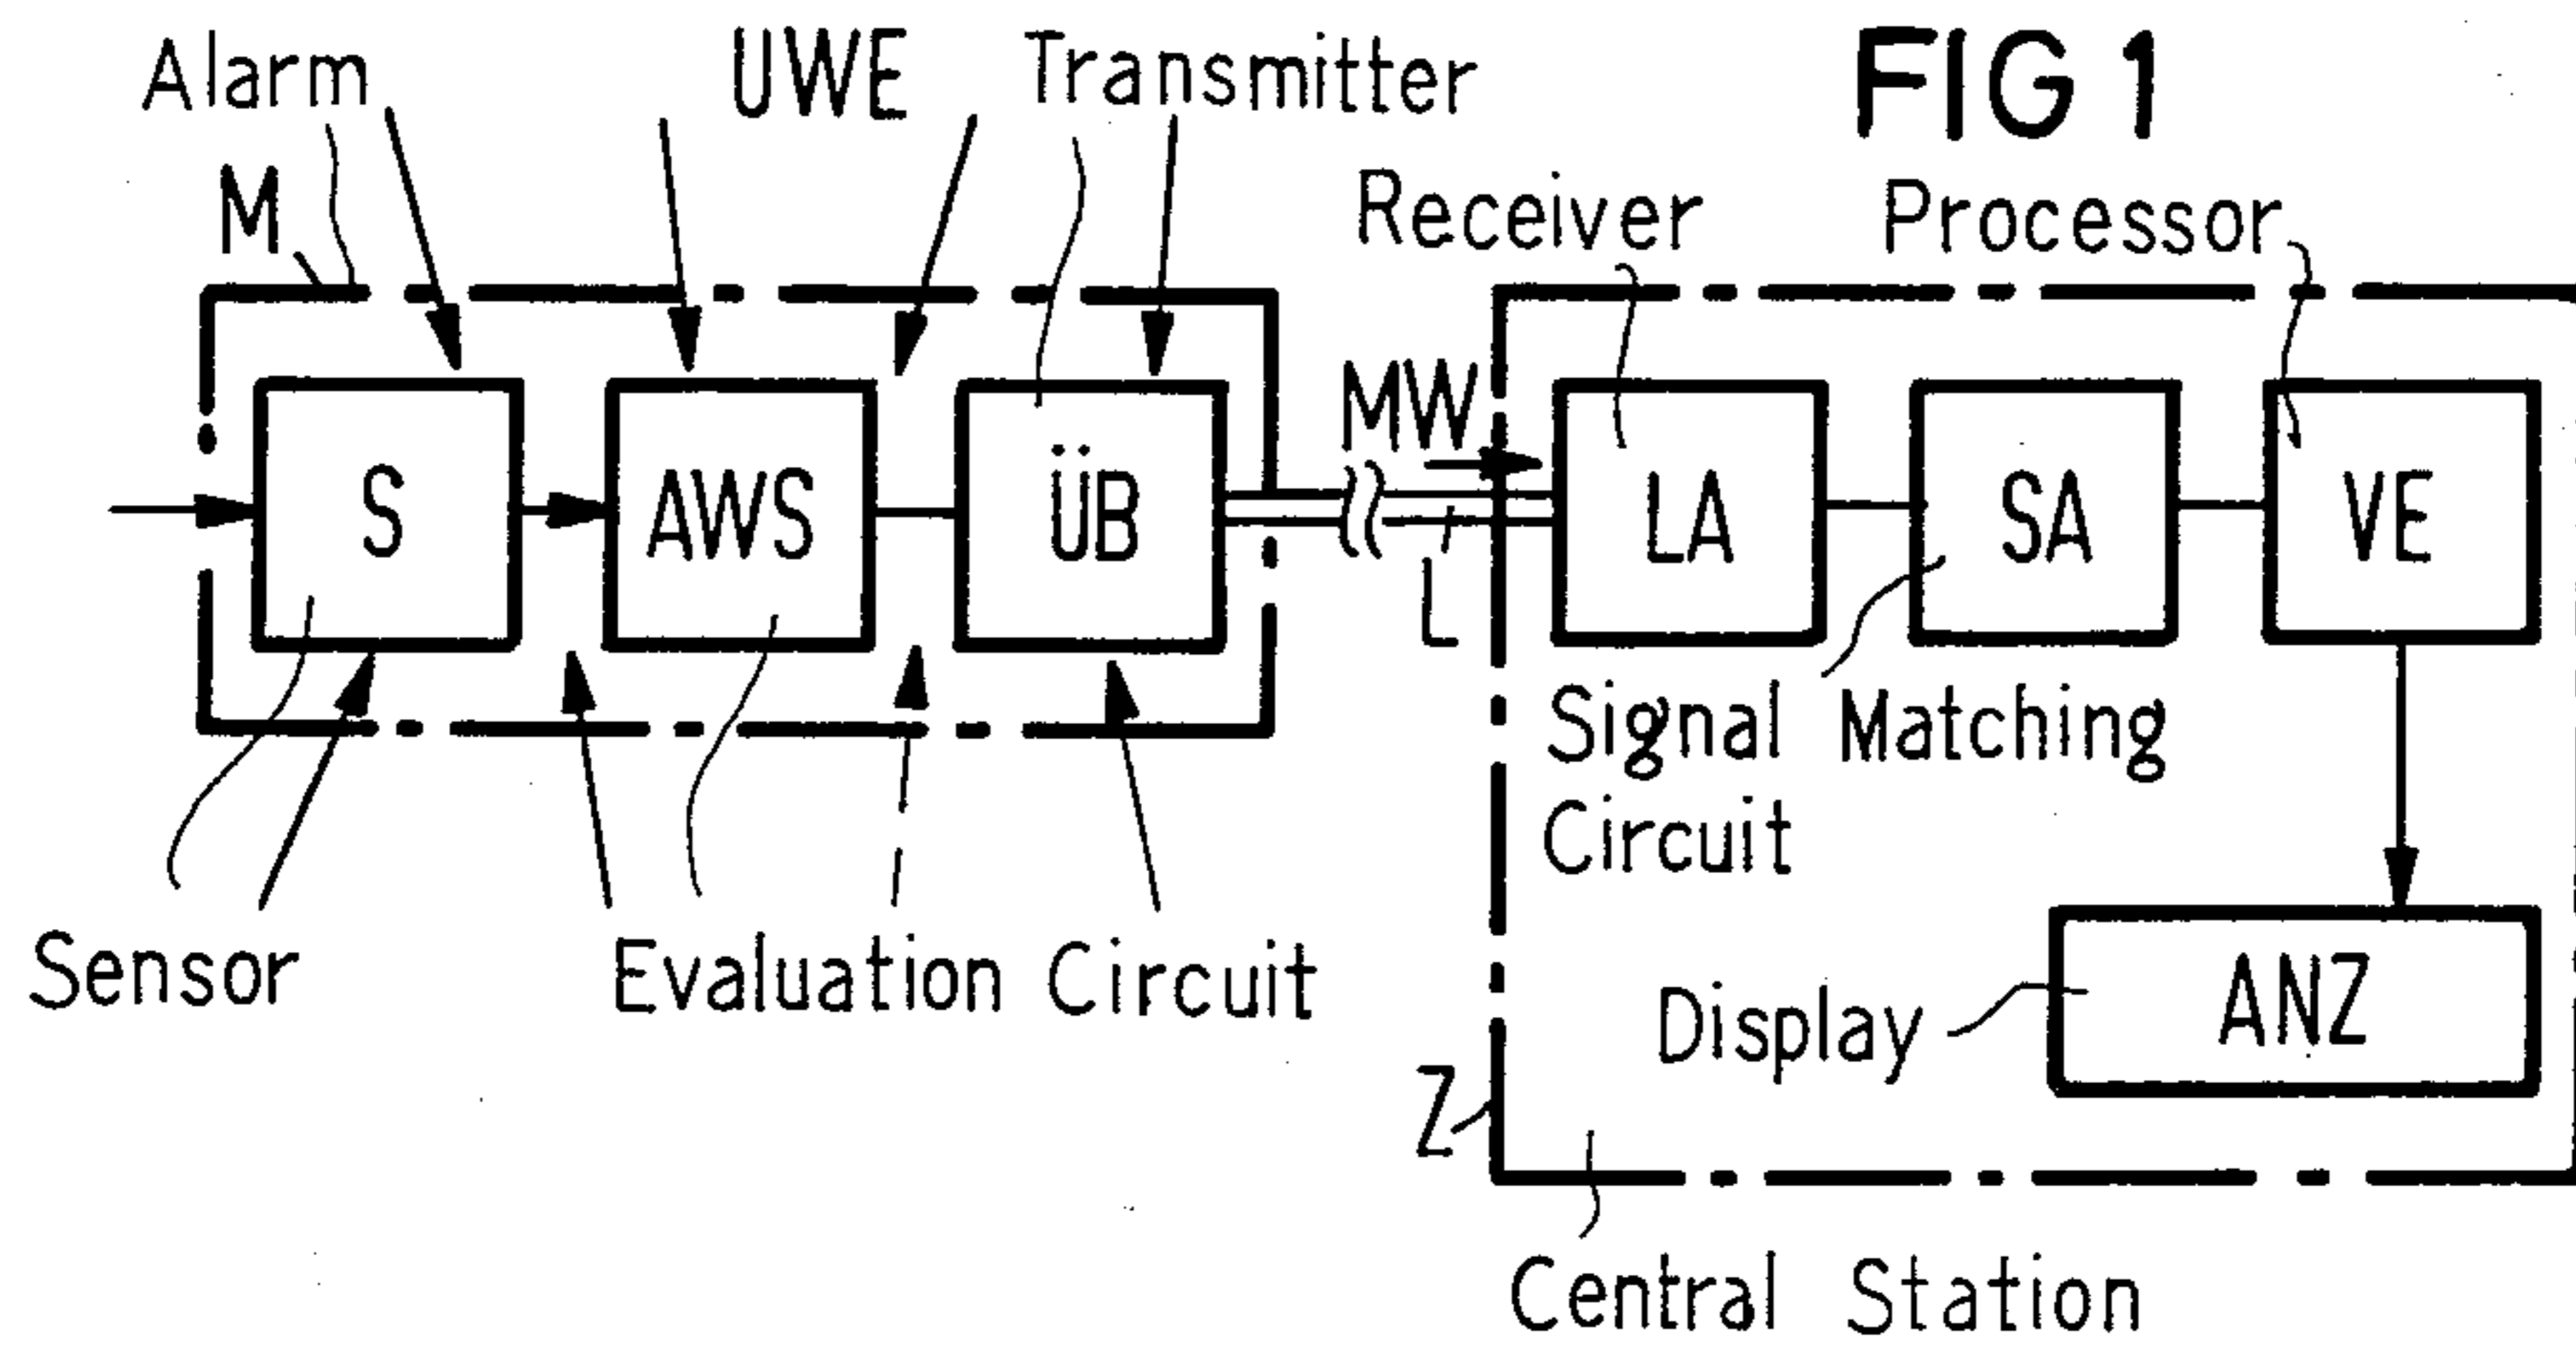 Alarm
UWE
Transmitter
FIG 1
M
Receiver
Processor
MW
S
AWS
ÜB
LA
SA
VE
L
Signal Matching
Circuit
Sensor
Evaluation Circuit
Display
ANZ
Z
Central Station